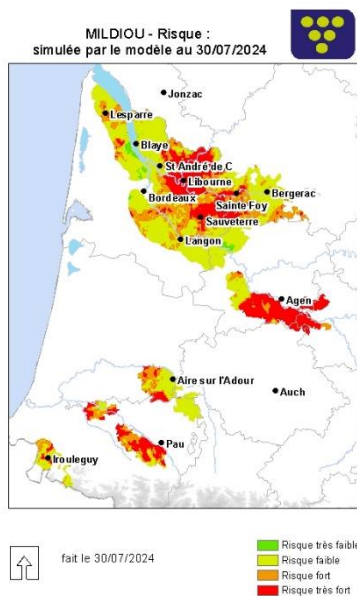 MILDIOU - Risque :
simulée par le modèle au 30/07/2024
Jonzac
Lesparre
Blaye
St André de C
Libourne
Bordeaux
Bergerac
Sainte Foy
Sauveterre
Langon
Agen
Aire sur l'Adour
Auch
Pau
Irouleguy
fait le 30/07/2024
Risque très faible
Risque faible
Risque fort
Risque très fort